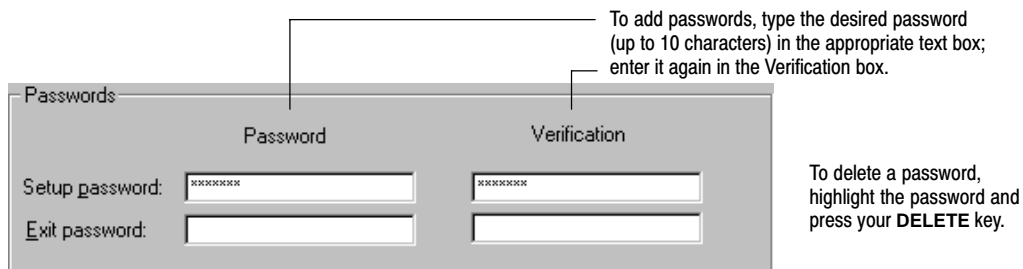 To add passwords, type the desired password
(up to 10 characters) in the appropriate text box;
enter it again in the Verification box.
Passwords
Password Verification
Setup password: ******* *******
Exit password:
To delete a password,
highlight the password and
press your DELETE key.